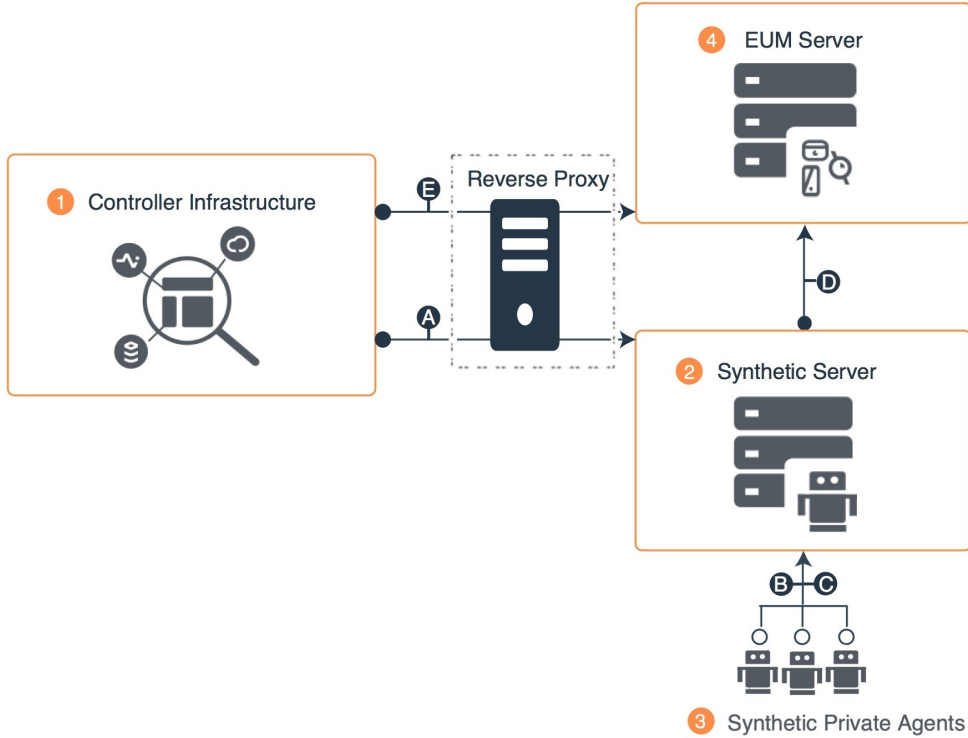 4 EUM Server
Reverse Proxy
E
1 Controller Infrastructure
D
A
2 Synthetic Server
B C
3 Synthetic Private Agents